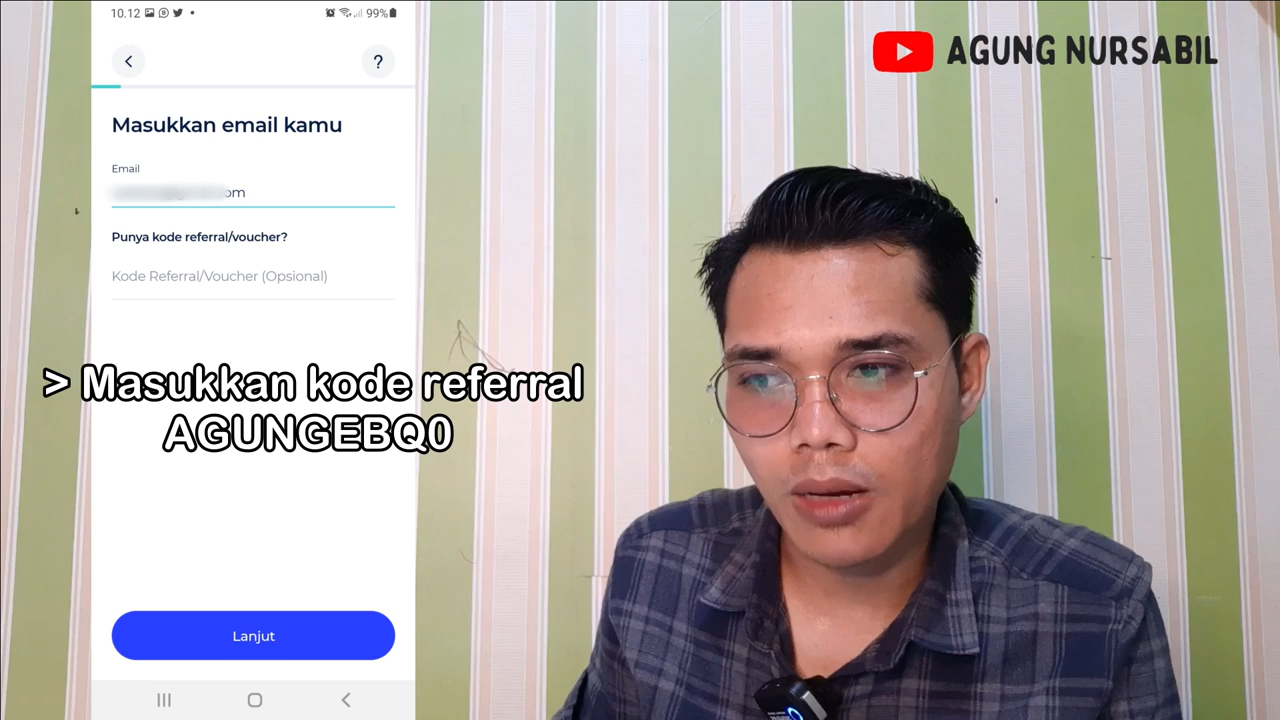 10.12
99%
AGUNG NURSABIL
?
Masukkan email kamu
Email
om
Punya kode referral/voucher?
Kode Referral/Voucher (Opsional)
> Masukkan kode referral
AGUNGEBQ0
Lanjut